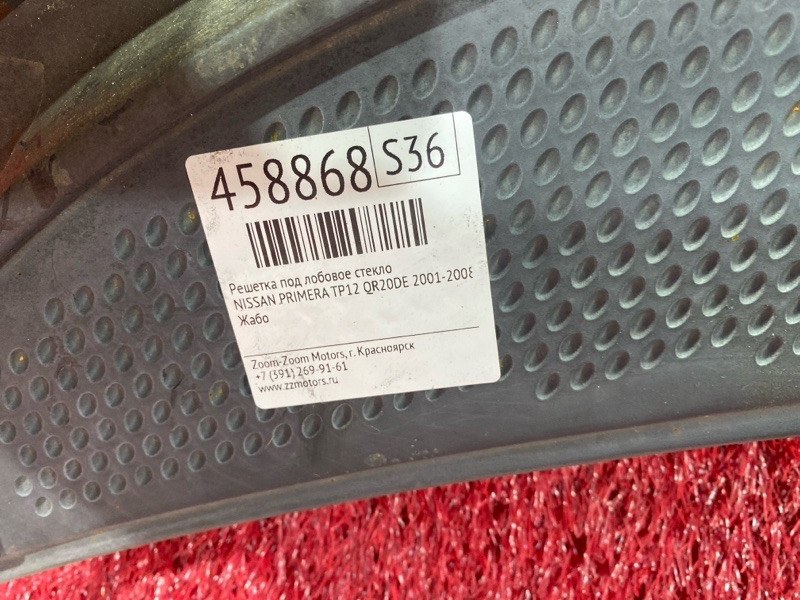 458868 S36
Решетка под лобовое стекло
NISSAN PRIMERA TP12 QR20DE 2001-2008
Жабо
Zoom-Zoom Motors, г. Красноярск
+7 (391) 269-91-61
www.zzmotors.ru